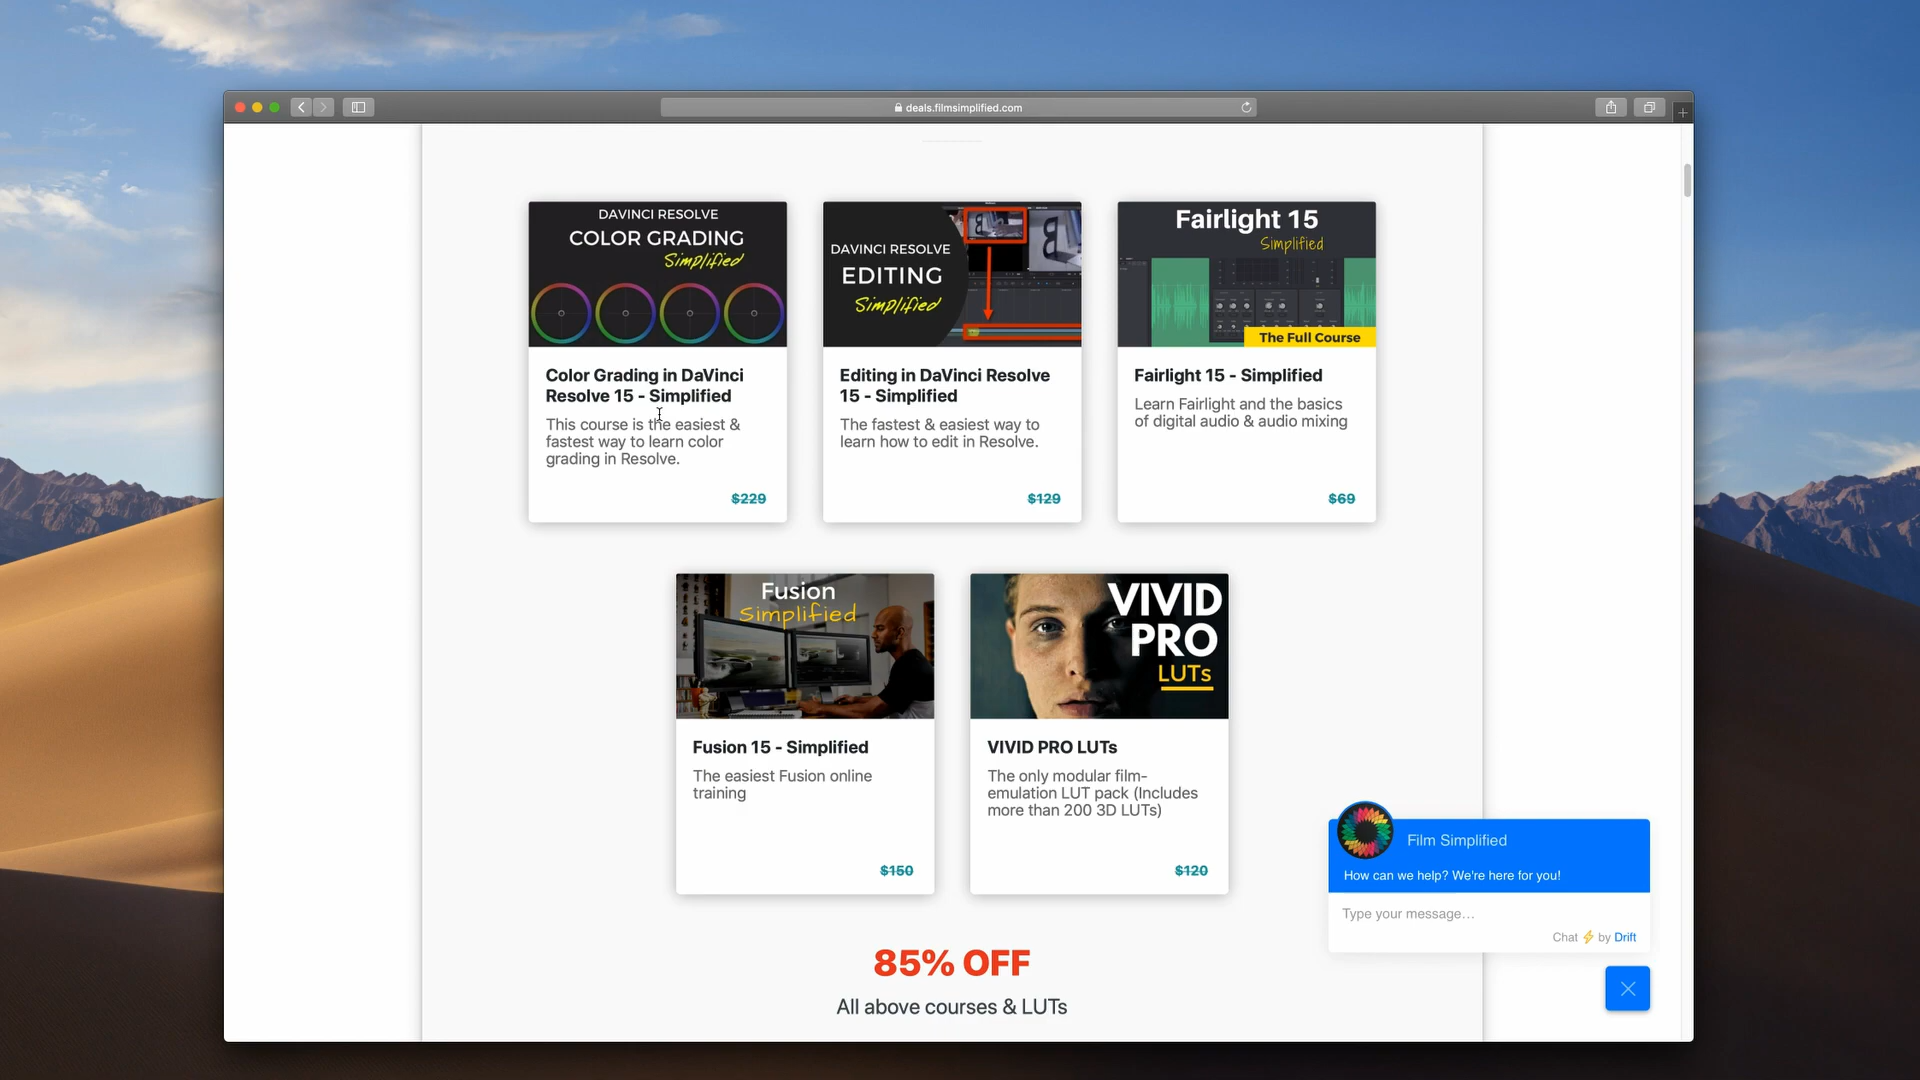 deals.filmsimplified.com
DAVINCI RESOLVE
COLOR GRADING
Simplified
DAVINCI RESOLVE
EDITING
Simplified
Fairlight 15
Simplified
The Full Course
Color Grading in DaVinci
Resolve 15 - Simplified
This course is the easiest &
fastest way to learn color
grading in Resolve.
$229
Editing in DaVinci Resolve
15 - Simplified
The fastest & easiest way to
learn how to edit in Resolve.
$129
Fairlight 15 - Simplified
Learn Fairlight and the basics
of digital audio & audio mixing
$69
Fusion
Simplified
VIVID
PRO
LUTs
Fusion 15 - Simplified
The easiest Fusion online
training
$150
VIVID PRO LUTs
The only modular film-
emulation LUT pack (Includes
more than 200 3D LUTs)
$120
85% OFF
All above courses & LUTs
Film Simplified
How can we help? We're here for you!
Type your message...
Chat ⚡ by Drift